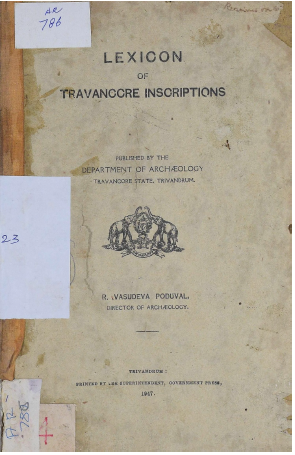 AR
786
LEXICON
OF
TRAVANCORE INSCRIPTIONS
PUBLISHED BY THE
DEPARTMENT OF ARCHÆOLOGY
TRAVANCORE STATE, TRIVANDRUM.
23
R. VASUDEVA PODUVAL,
DIRECTOR OF ARCHÆOLOGY.
TRIVANDRUM:
PRINTED BY THE SUPERINTENDENT, GOVERNMENT PRESS,
1947.